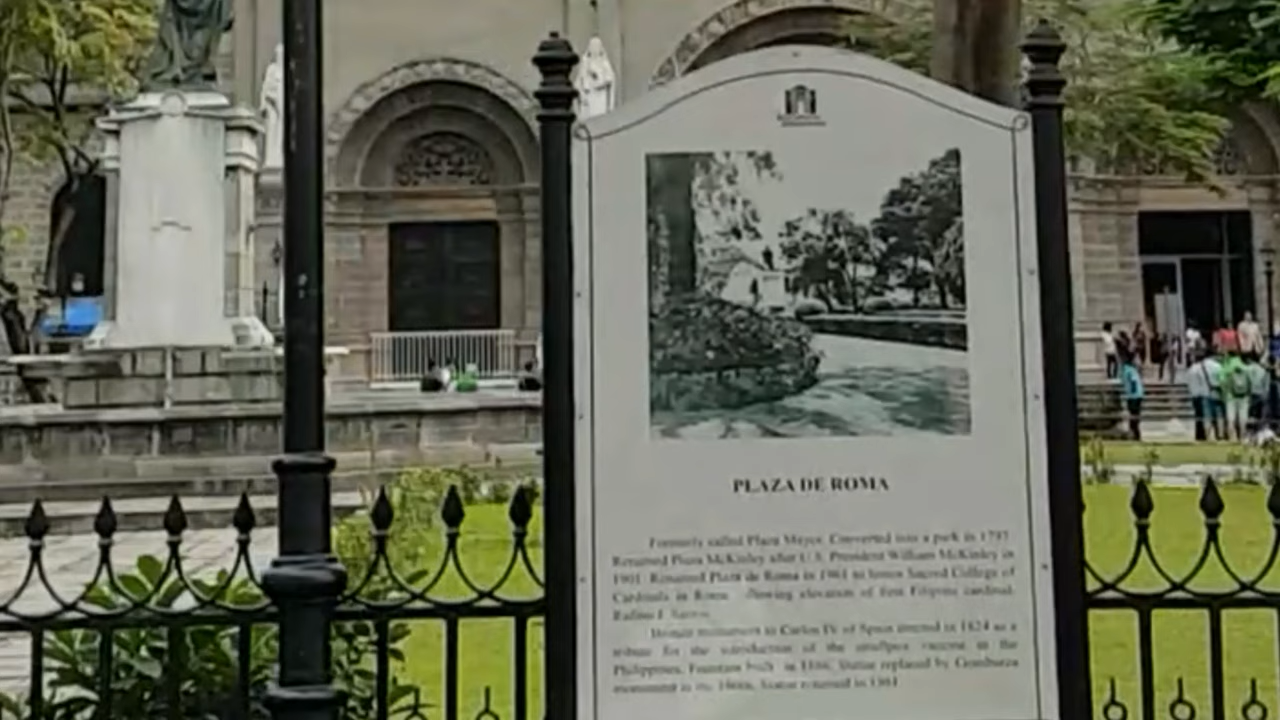 PLAZA DE ROMA
Formerly called Plaza Mayor. Converted into a park in 1797.
Renamed Plaza McKinley after U.S. President William McKinley in
1901. Renamed Plaza de Roma in 1961 to honor Sacred College of
Cardinals in Rome following elevation of first Filipino cardinal,
Rufino J. Santos.
Bronze monument to Carlos IV of Spain erected in 1824 as a
tribute for the introduction of the smallpox vaccine in the
Philippines. Fountain built in 1886. Statue replaced by Gomburza
monument in the 1960s. Statue returned in 1981